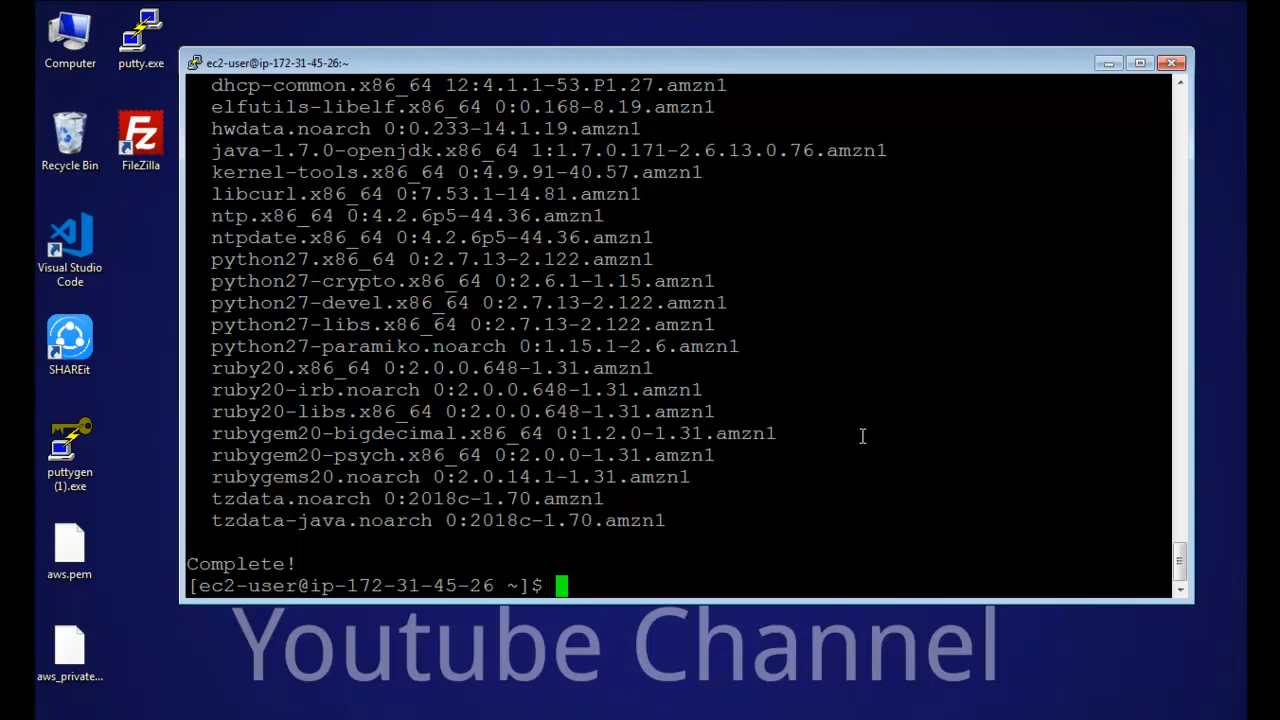 Computer
putty.exe
Recycle Bin
FileZilla
Visual Studio
Code
SHAREit
puttygen
(1).exe
aws.pem
aws_private...
ec2-user@ip-172-31-45-26:~
dhcp-common.x86_64 12:4.1.1-53.P1.27.amzn1
elfutils-libelf.x86_64 0:0.168-8.19.amzn1
hwdata.noarch 0:0.233-14.1.19.amzn1
java-1.7.0-openjdk.x86_64 1:1.7.0.171-2.6.13.0.76.amzn1
kernel-tools.x86_64 0:4.9.91-40.57.amzn1
libcurl.x86_64 0:7.53.1-14.81.amzn1
ntp.x86_64 0:4.2.6p5-44.36.amzn1
ntpdate.x86_64 0:4.2.6p5-44.36.amzn1
python27.x86_64 0:2.7.13-2.122.amzn1
python27-crypto.x86_64 0:2.6.1-1.15.amzn1
python27-devel.x86_64 0:2.7.13-2.122.amzn1
python27-libs.x86_64 0:2.7.13-2.122.amzn1
python27-paramiko.noarch 0:1.15.1-2.6.amzn1
ruby20.x86_64 0:2.0.0.648-1.31.amzn1
ruby20-irb.noarch 0:2.0.0.648-1.31.amzn1
ruby20-libs.x86_64 0:2.0.0.648-1.31.amzn1
rubygem20-bigdecimal.x86_64 0:1.2.0-1.31.amzn1
rubygem20-psych.x86_64 0:2.0.0-1.31.amzn1
rubygems20.noarch 0:2.0.14.1-1.31.amzn1
tzdata.noarch 0:2018c-1.70.amzn1
tzdata-java.noarch 0:2018c-1.70.amzn1
Complete!
[ec2-user@ip-172-31-45-26 ~]$
Youtube Channel